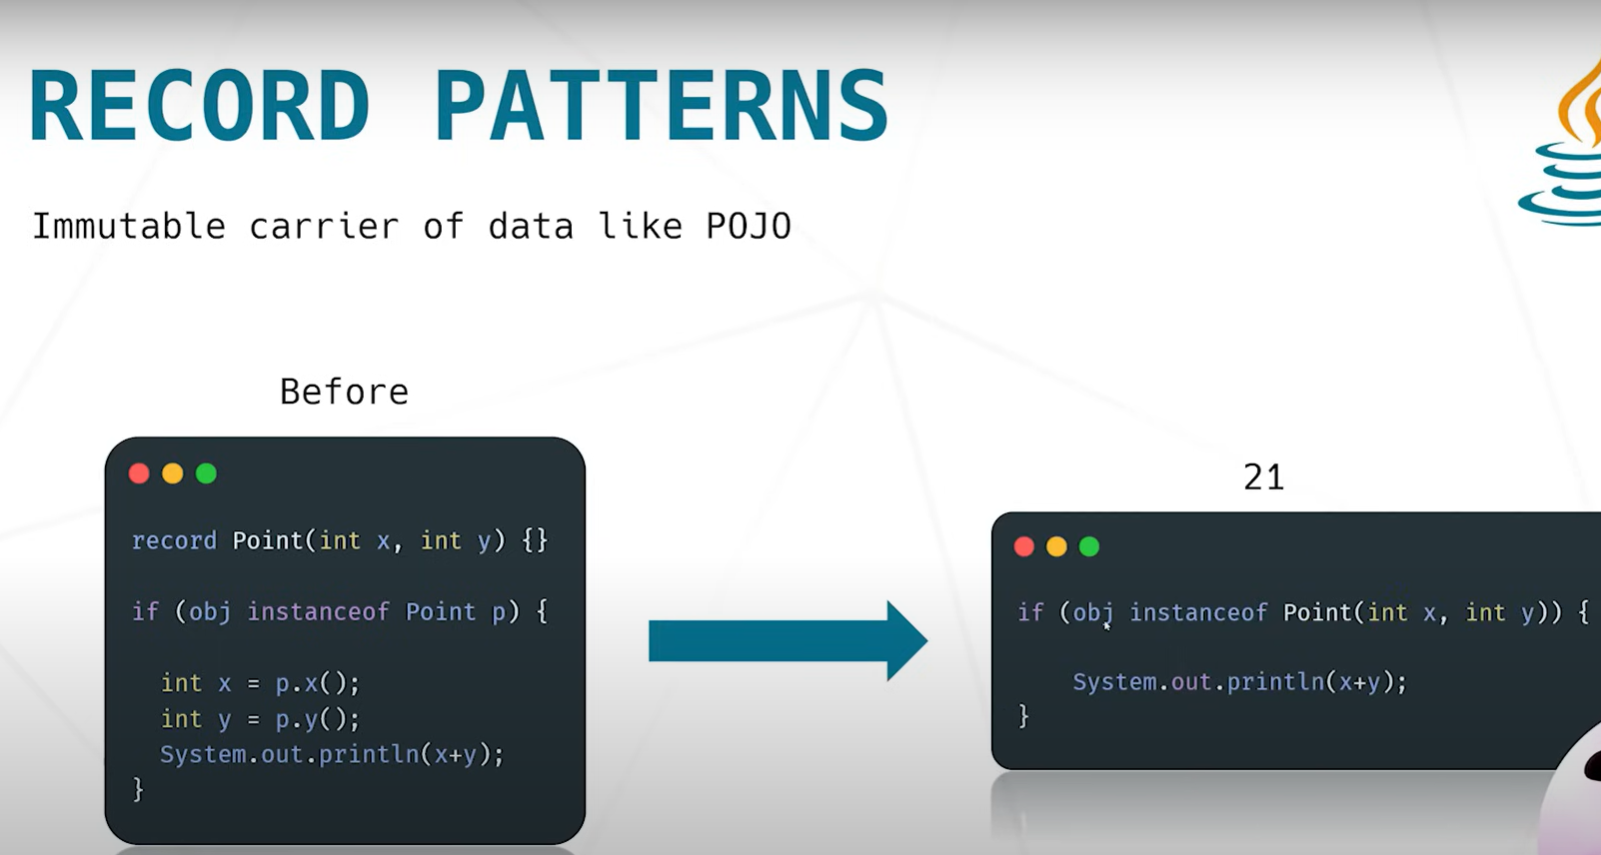 RECORD PATTERNS
Immutable carrier of data like POJO
Before
record Point(int x, int y) {}
if (obj instanceof Point p) {
int x = p.x();
int y = p.y();
System.out.println(x+y);
}
21
if (obj instanceof Point(int x, int y)) {
System.out.println(x+y);
}